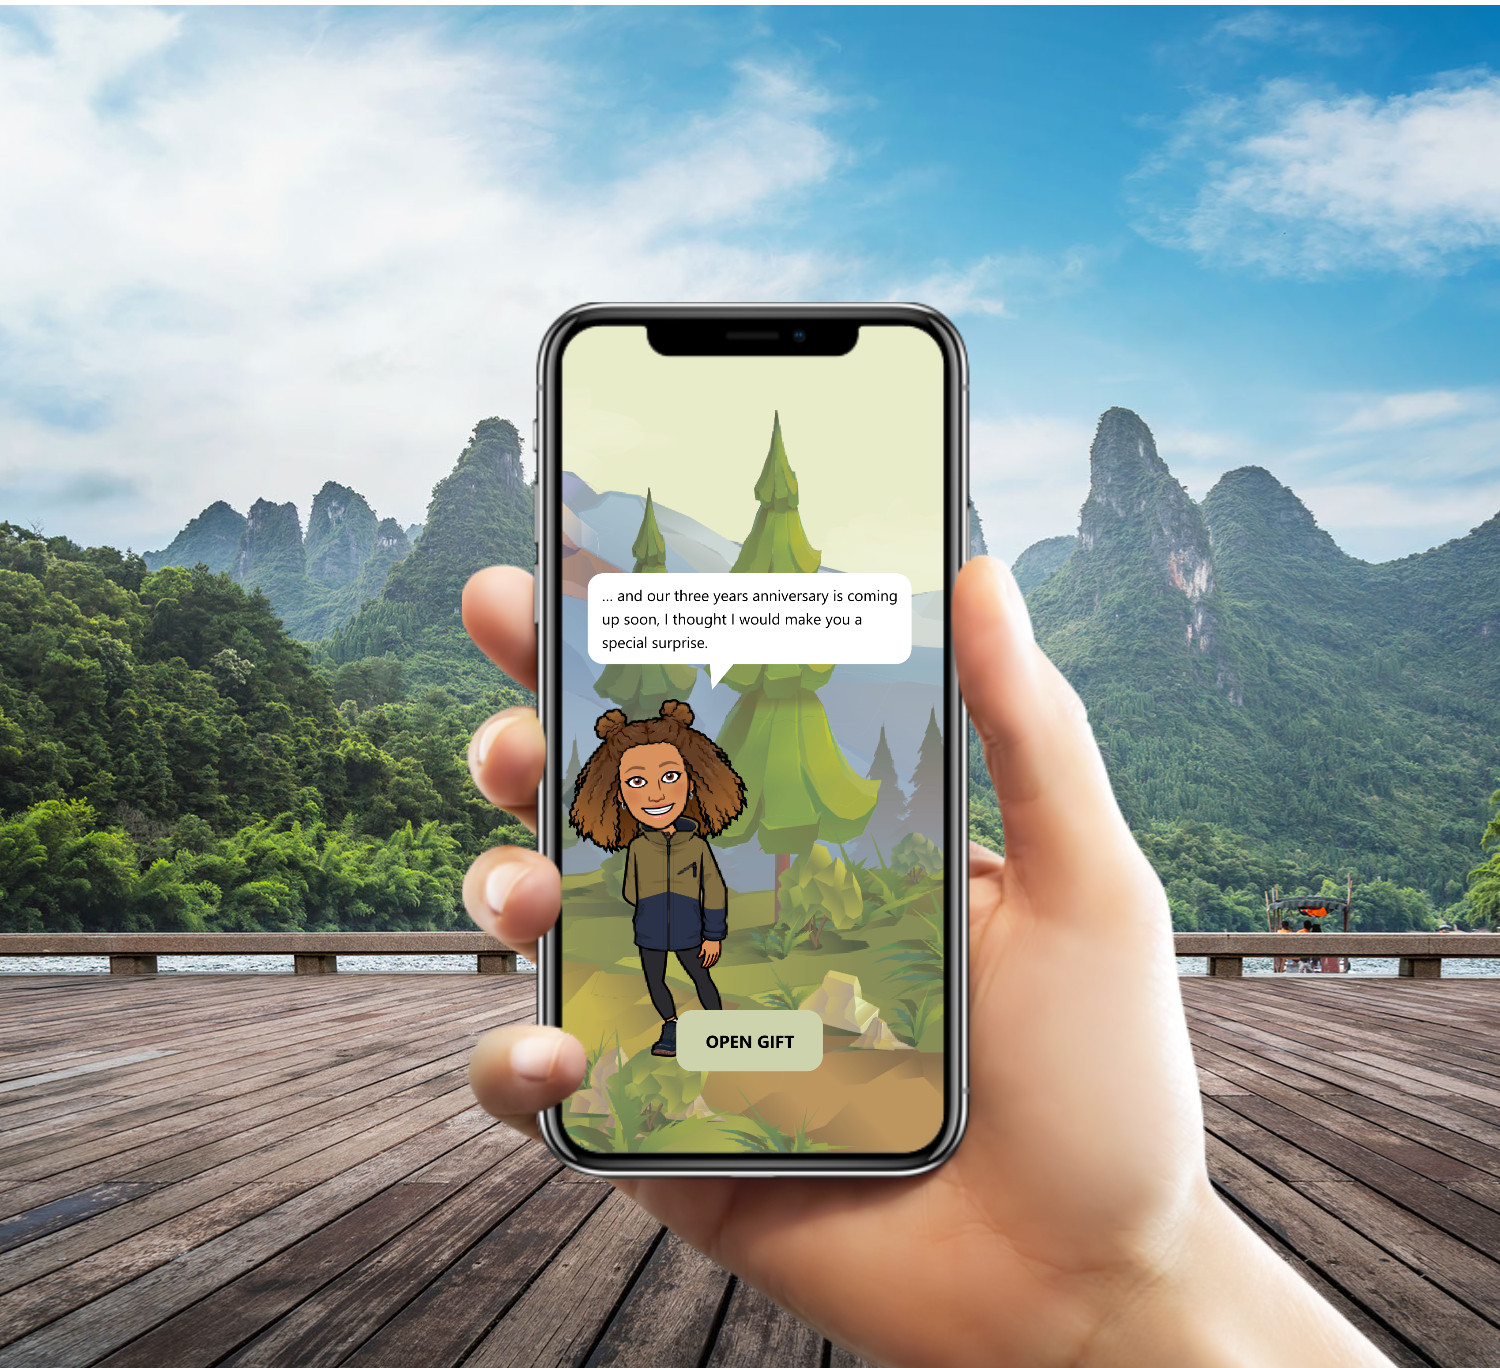 ... and our three years anniversary is coming
up soon, I thought I would make you a
special surprise.
OPEN GIFT